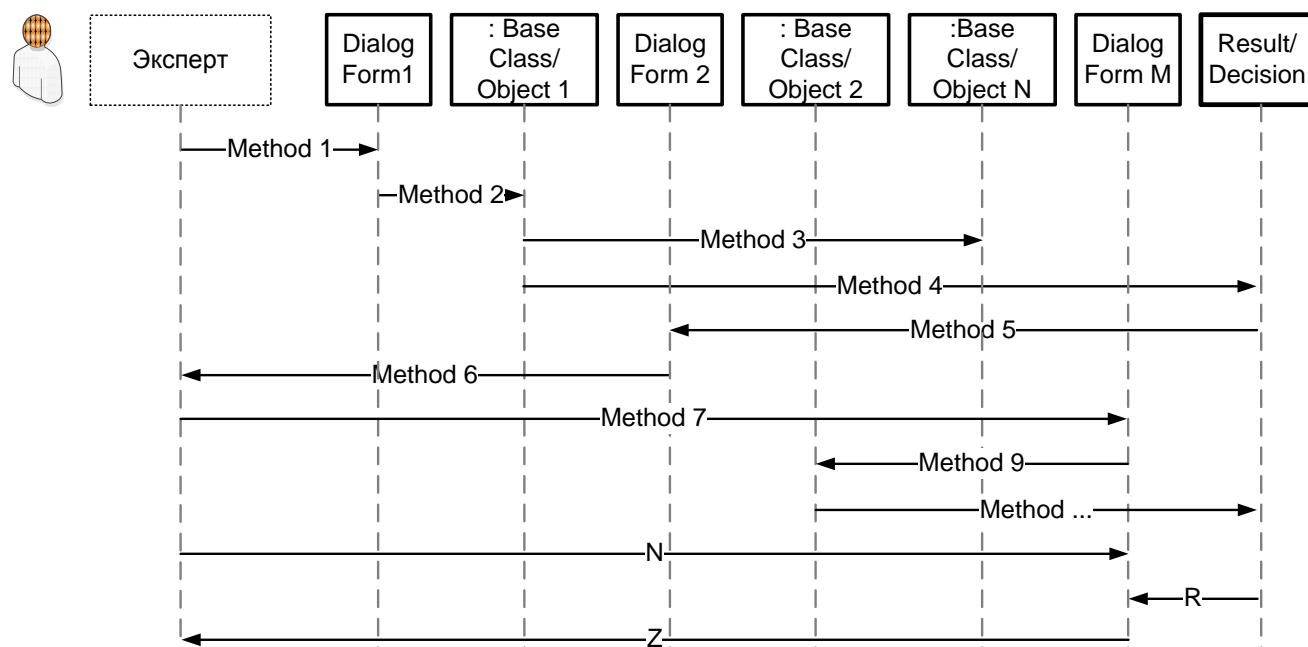 Эксперт
Dialog
Form1
: Base
Class/
Object 1
Dialog
Form 2
: Base
Class/
Object 2
:Base
Class/
Object N
Dialog
Form M
Result/
Decision
Method 1
Method 2
Method 3
Method 4
Method 5
Method 6
Method 7
Method 9
Method ...
N
R
Z